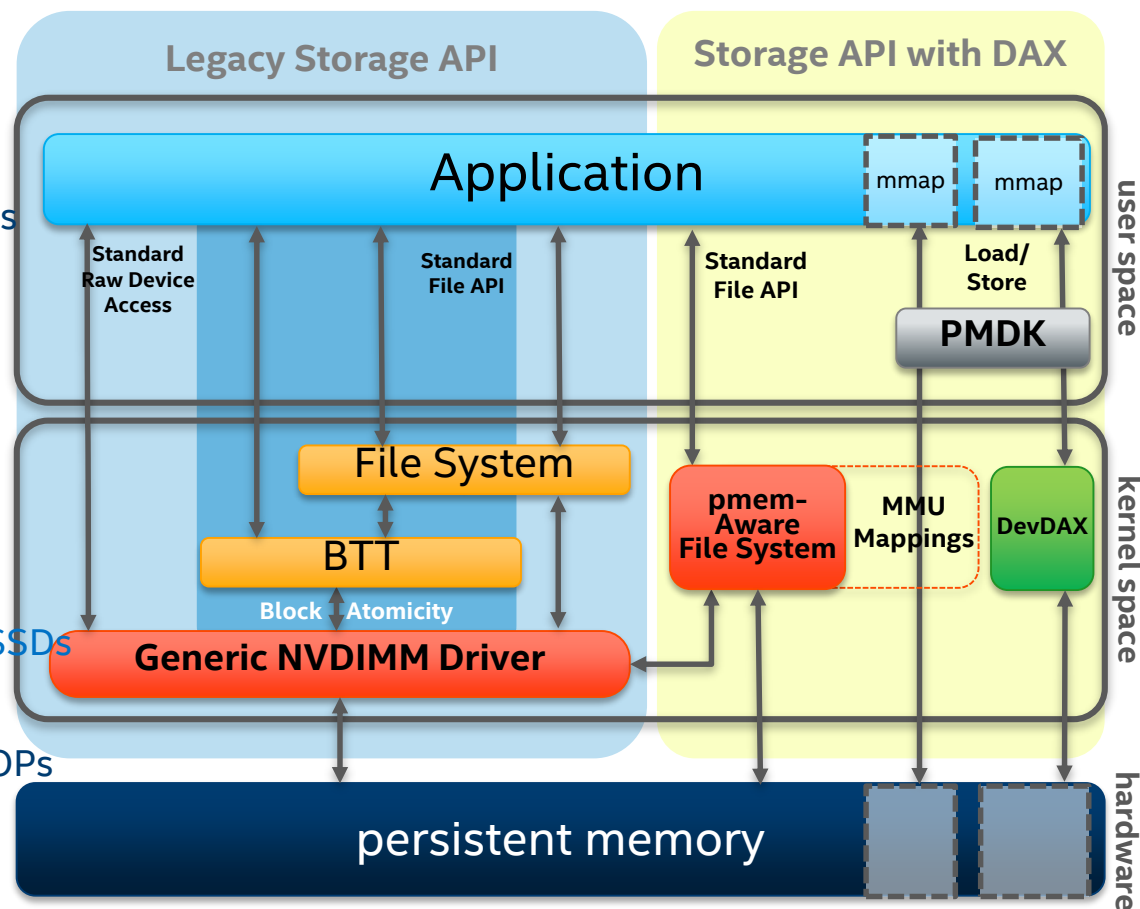 Legacy Storage API
Storage API with DAX
Application
mmap
mmap
s
Standard
Raw Device
Access
Standard
File API
Standard
File API
Load/
Store
PMDK
user space
File System
BTT
Block Atomicity
pmem-
Aware
File System
MMU
Mappings
DevDAX
kernel space
SSDs
Generic NVDIMM Driver
OPs
persistent memory
hardware